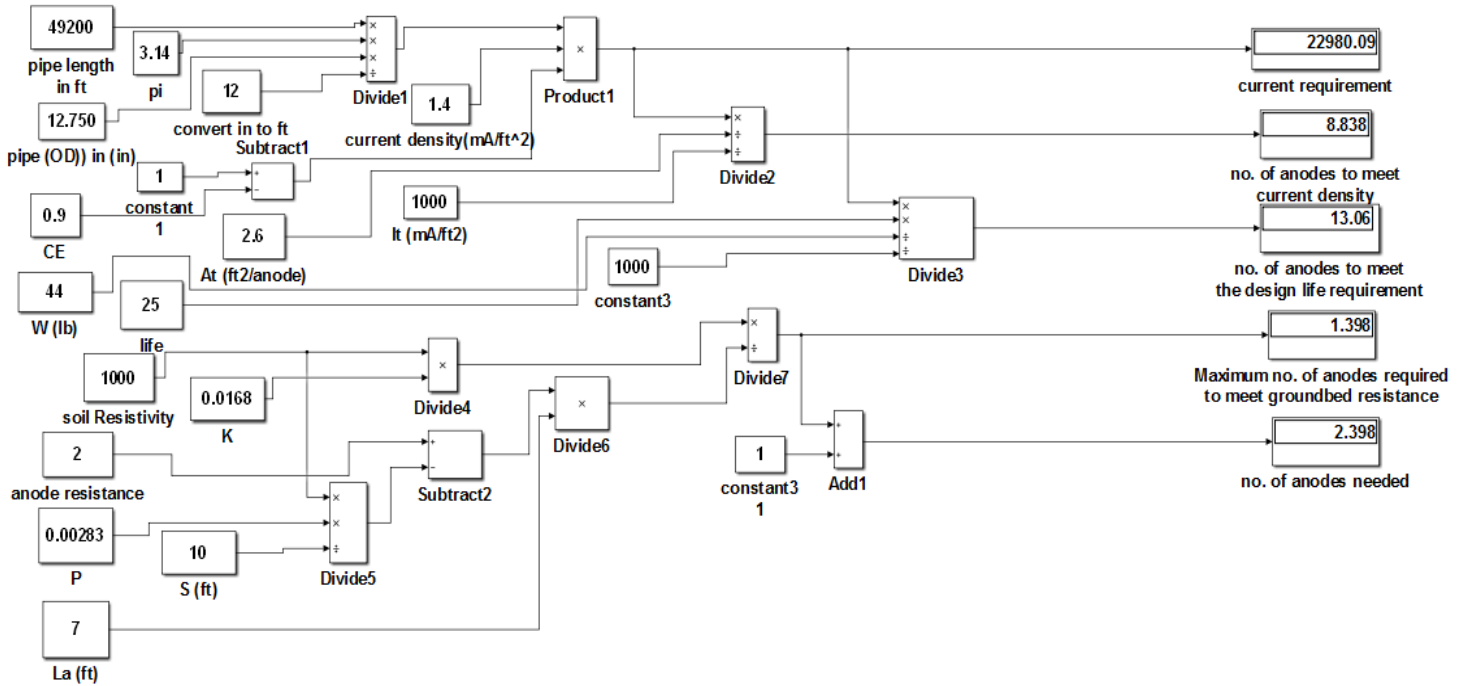 49200
pipe length
in ft
3.14
pi
×
×
×
÷
Divide1
12
convert in to ft
12.750
pipe (OD)) in (in)
1.4
current density(mA/ft^2)
×
Product1
22980.09
current requirement
Subtract1
+
−
1
constant
1
0.9
CE
2.6
At (ft2/anode)
1000
It (mA/ft2)
×
÷
÷
Divide2
8.838
no. of anodes to meet
current density
44
W (lb)
25
life
1000
constant3
×
×
÷
÷
Divide3
13.06
no. of anodes to meet
the design life requirement
1000
soil Resistivity
0.0168
K
×
Divide4
×
÷
Divide7
1.398
Maximum no. of anodes required
to meet groundbed resistance
2
anode resistance
+
−
Subtract2
×
Divide6
1
constant3
1
+
+
Add1
2.398
no. of anodes needed
0.00283
P
10
S (ft)
×
×
÷
Divide5
7
La (ft)